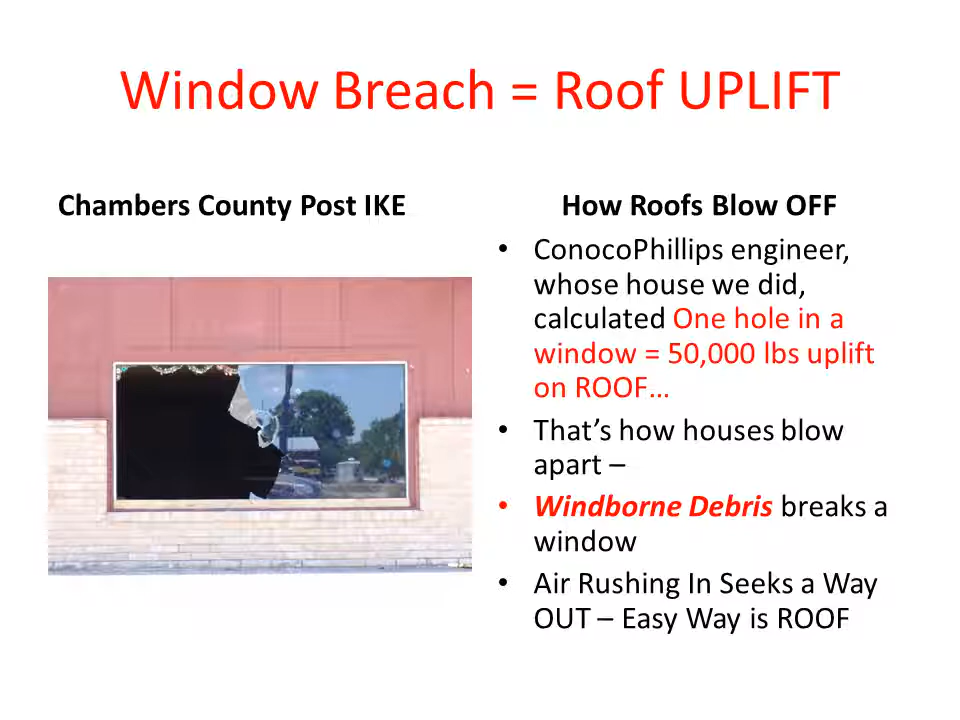 Window Breach = Roof UPLIFT
Chambers County Post IKE
How Roofs Blow OFF
• ConocoPhillips engineer,
whose house we did,
calculated One hole in a
window = 50,000 lbs uplift
on ROOF…
• That’s how houses blow
apart –
• Windborne Debris breaks a
window
• Air Rushing In Seeks a Way
OUT – Easy Way is ROOF